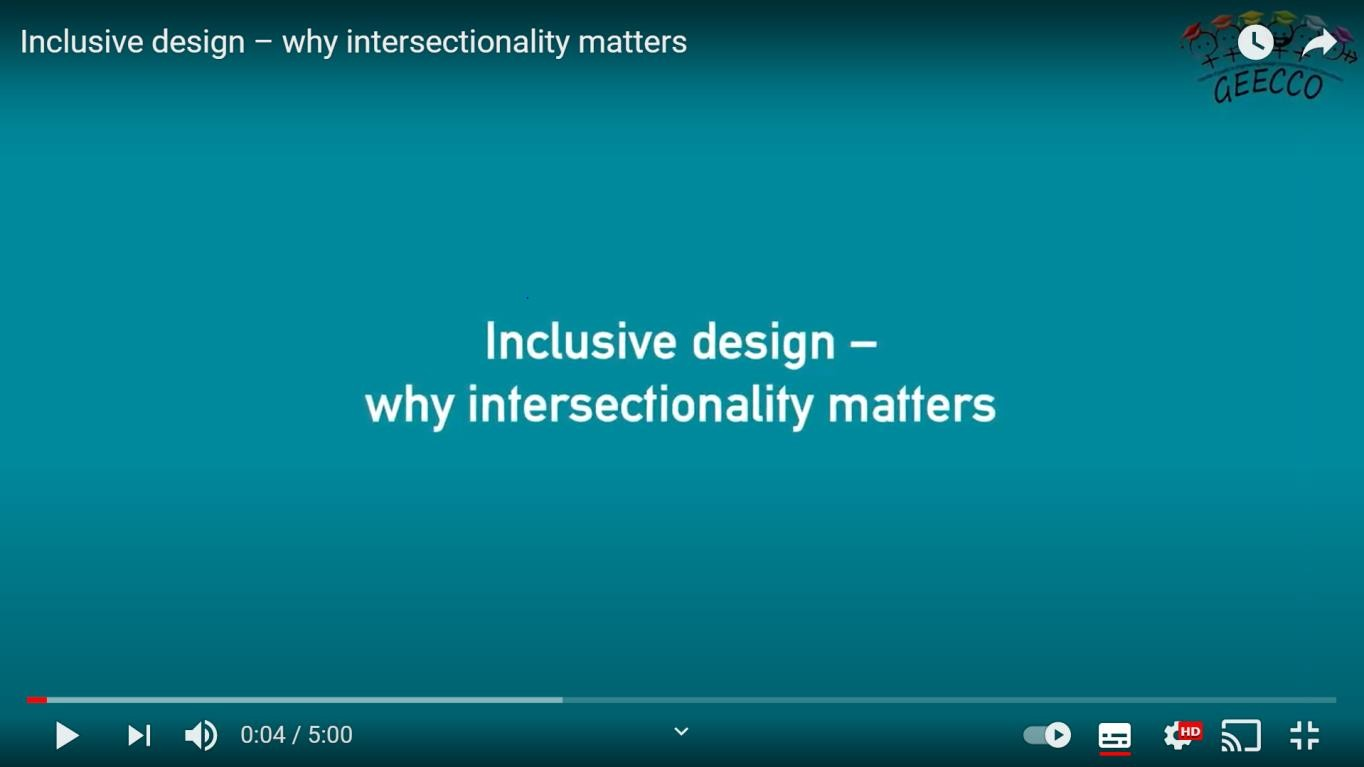 Inclusive design – why intersectionality matters
GEECCO
Inclusive design –
why intersectionality matters
0:04 / 5:00
HD